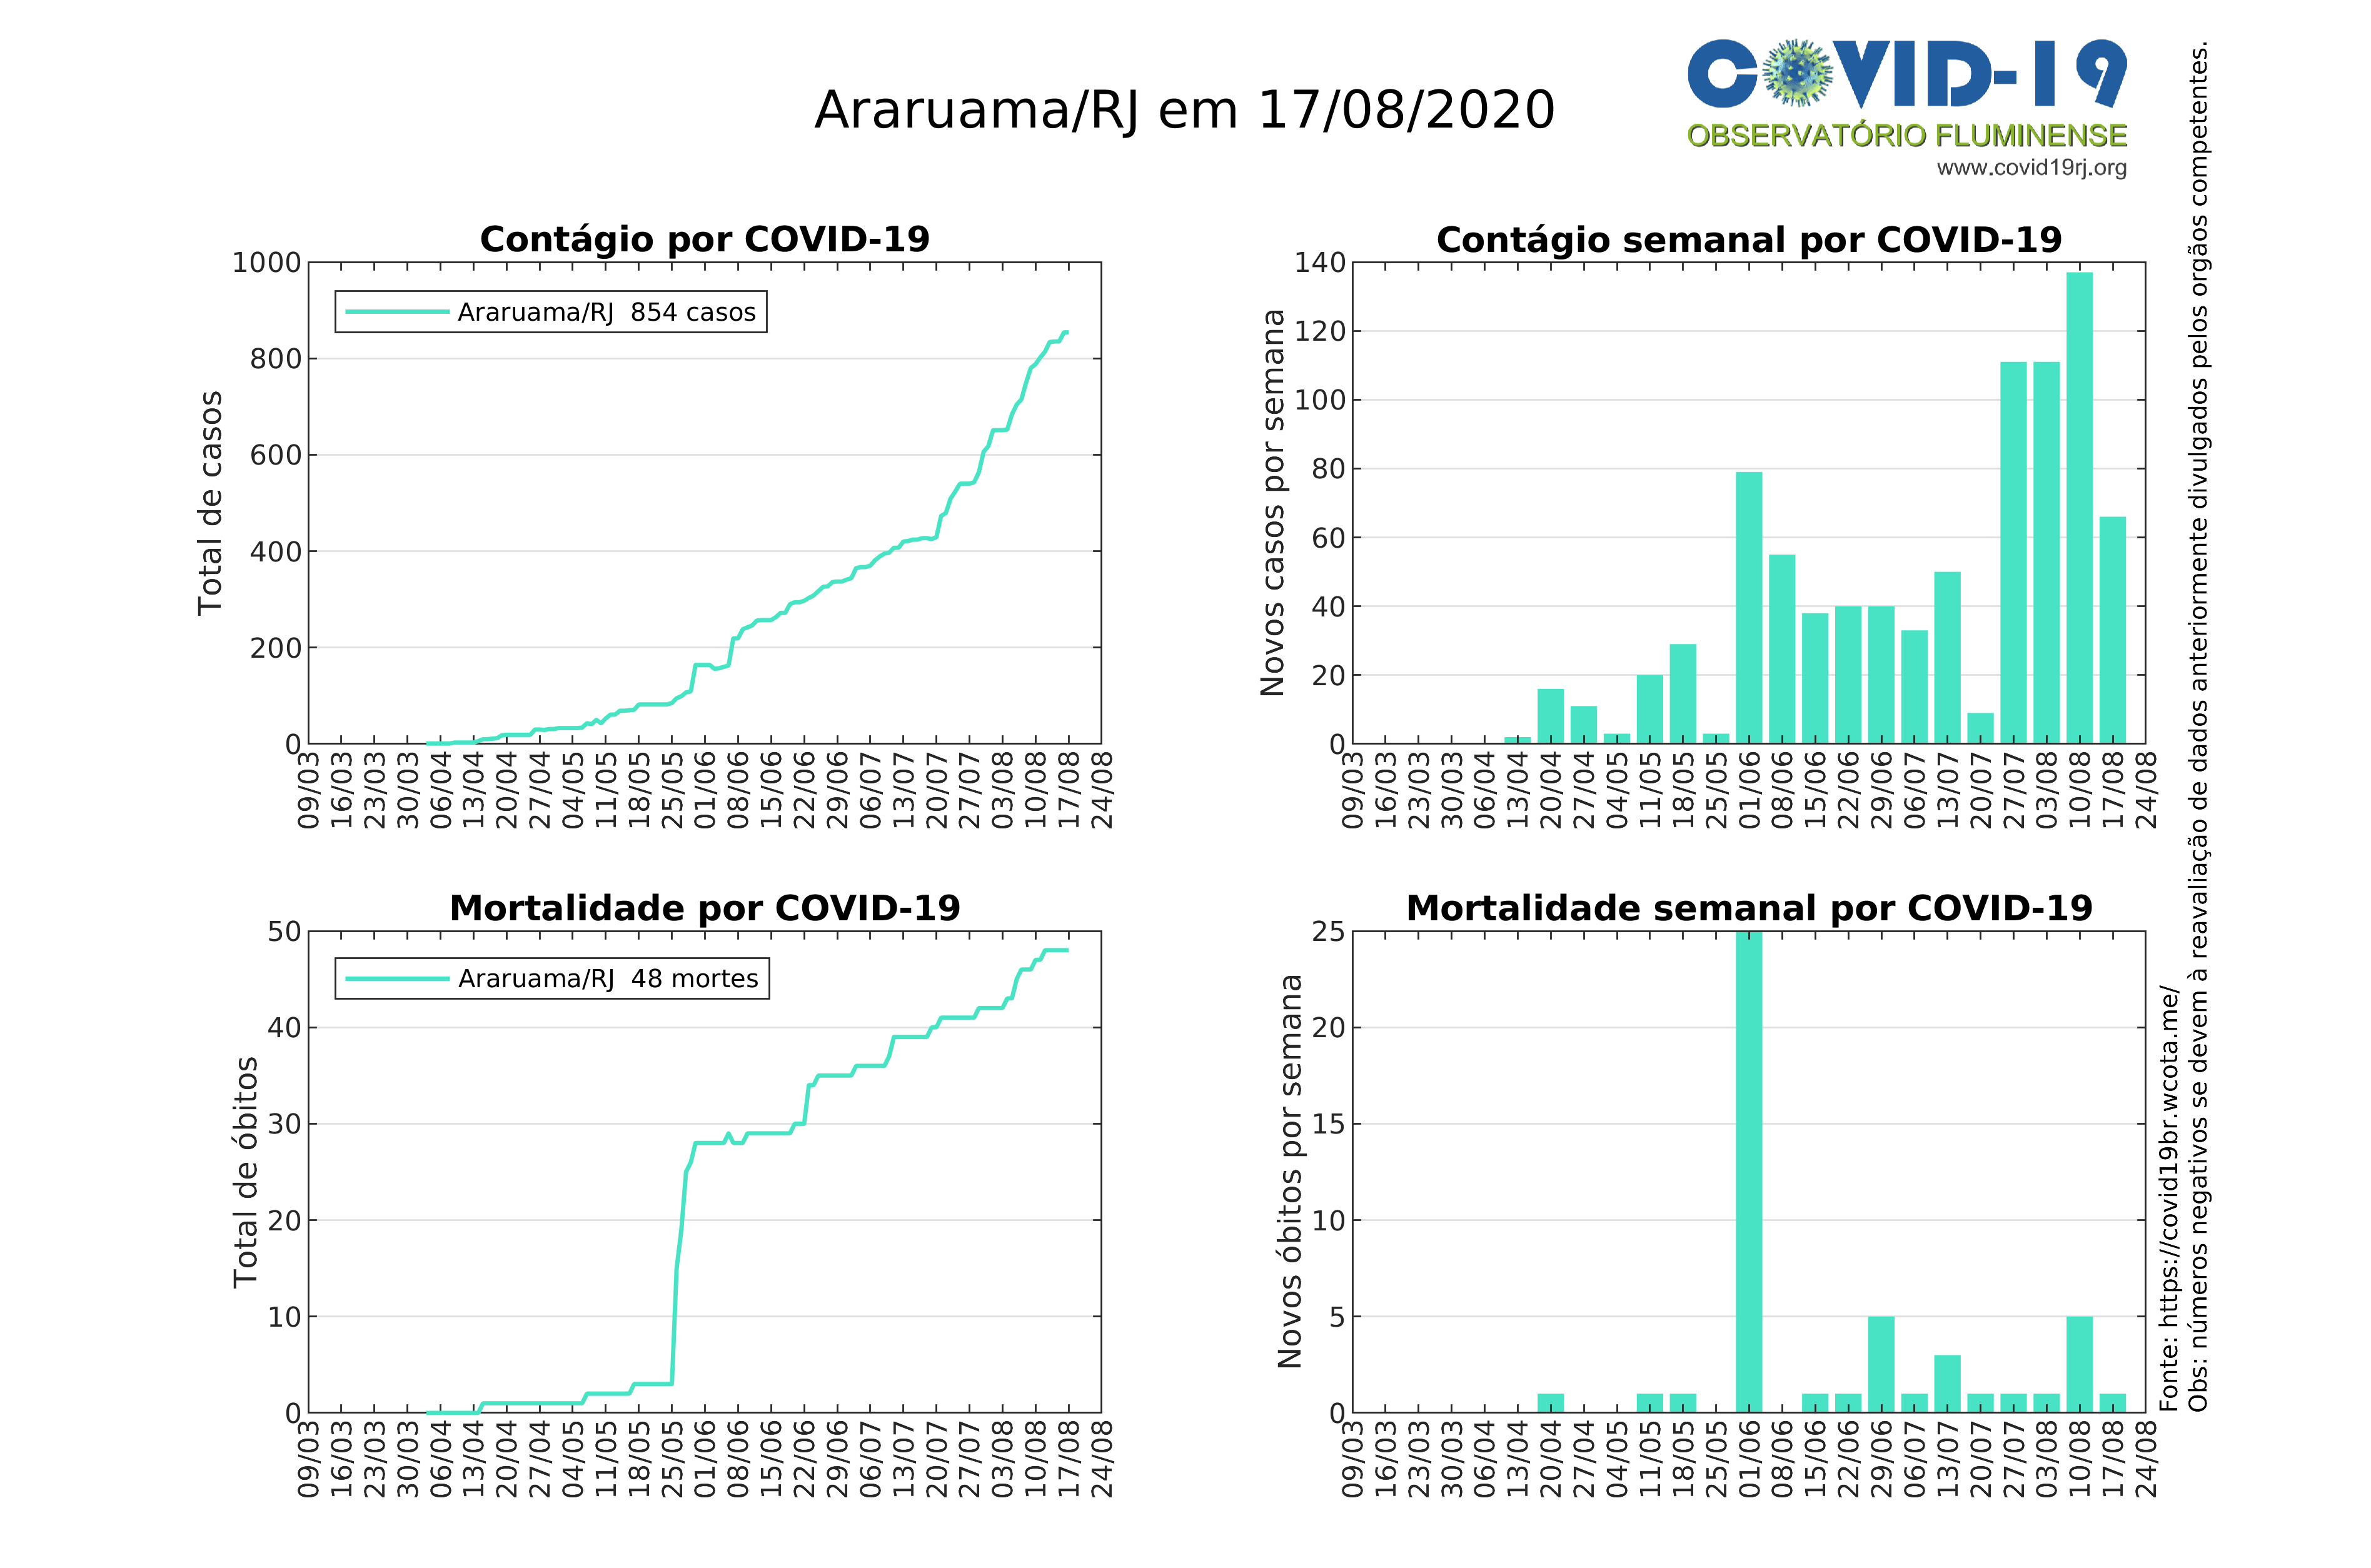 Araruama/RJ em 17/08/2020
COVID-19
OBSERVATÓRIO FLUMINENSE
www.covid19rj.org
Contágio por COVID-19
Total de casos
1000
800
600
400
200
0
Araruama/RJ 854 casos
09/03 16/03 23/03 30/03 06/04 13/04 20/04 27/04 04/05 11/05 18/05 25/05 01/06 08/06 15/06 22/06 29/06 06/07 13/07 20/07 27/07 03/08 10/08 17/08 24/08
Contágio semanal por COVID-19
Novos casos por semana
140
120
100
80
60
40
20
0
09/03 16/03 23/03 30/03 06/04 13/04 20/04 27/04 04/05 11/05 18/05 25/05 01/06 08/06 15/06 22/06 29/06 06/07 13/07 20/07 27/07 03/08 10/08 17/08 24/08
Mortalidade por COVID-19
Total de óbitos
50
40
30
20
10
0
Araruama/RJ 48 mortes
09/03 16/03 23/03 30/03 06/04 13/04 20/04 27/04 04/05 11/05 18/05 25/05 01/06 08/06 15/06 22/06 29/06 06/07 13/07 20/07 27/07 03/08 10/08 17/08 24/08
Mortalidade semanal por COVID-19
Novos óbitos por semana
25
20
15
10
5
0
09/03 16/03 23/03 30/03 06/04 13/04 20/04 27/04 04/05 11/05 18/05 25/05 01/06 08/06 15/06 22/06 29/06 06/07 13/07 20/07 27/07 03/08 10/08 17/08 24/08
Fonte: https://covid19br.wcota.me/
Obs: números negativos se devem à reavaliação de dados anteriormente divulgados pelos orgãos competentes.